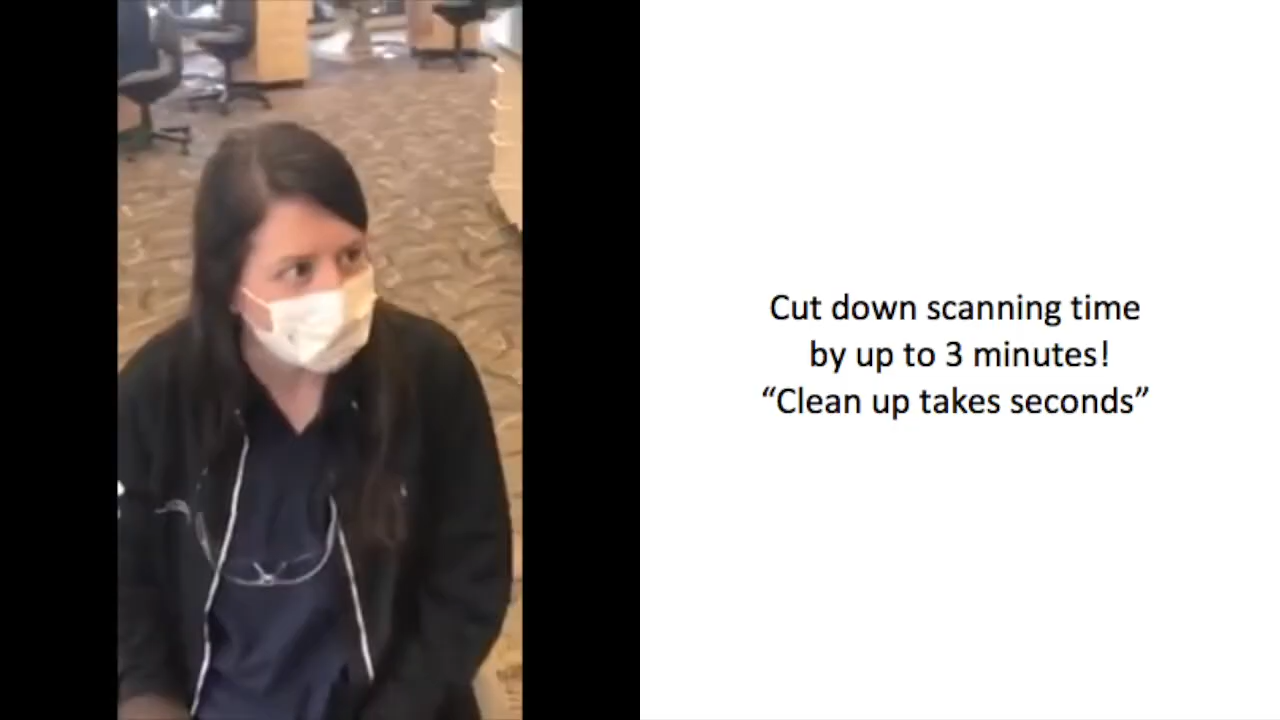 Cut down scanning time
by up to 3 minutes!
“Clean up takes seconds”